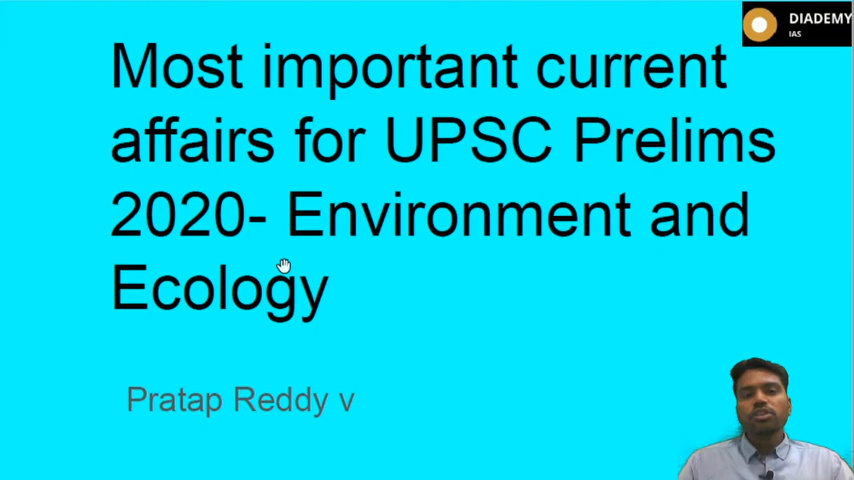 DIADEMY
IAS
Most important current
affairs for UPSC Prelims
2020- Environment and
Ecology
Pratap Reddy v